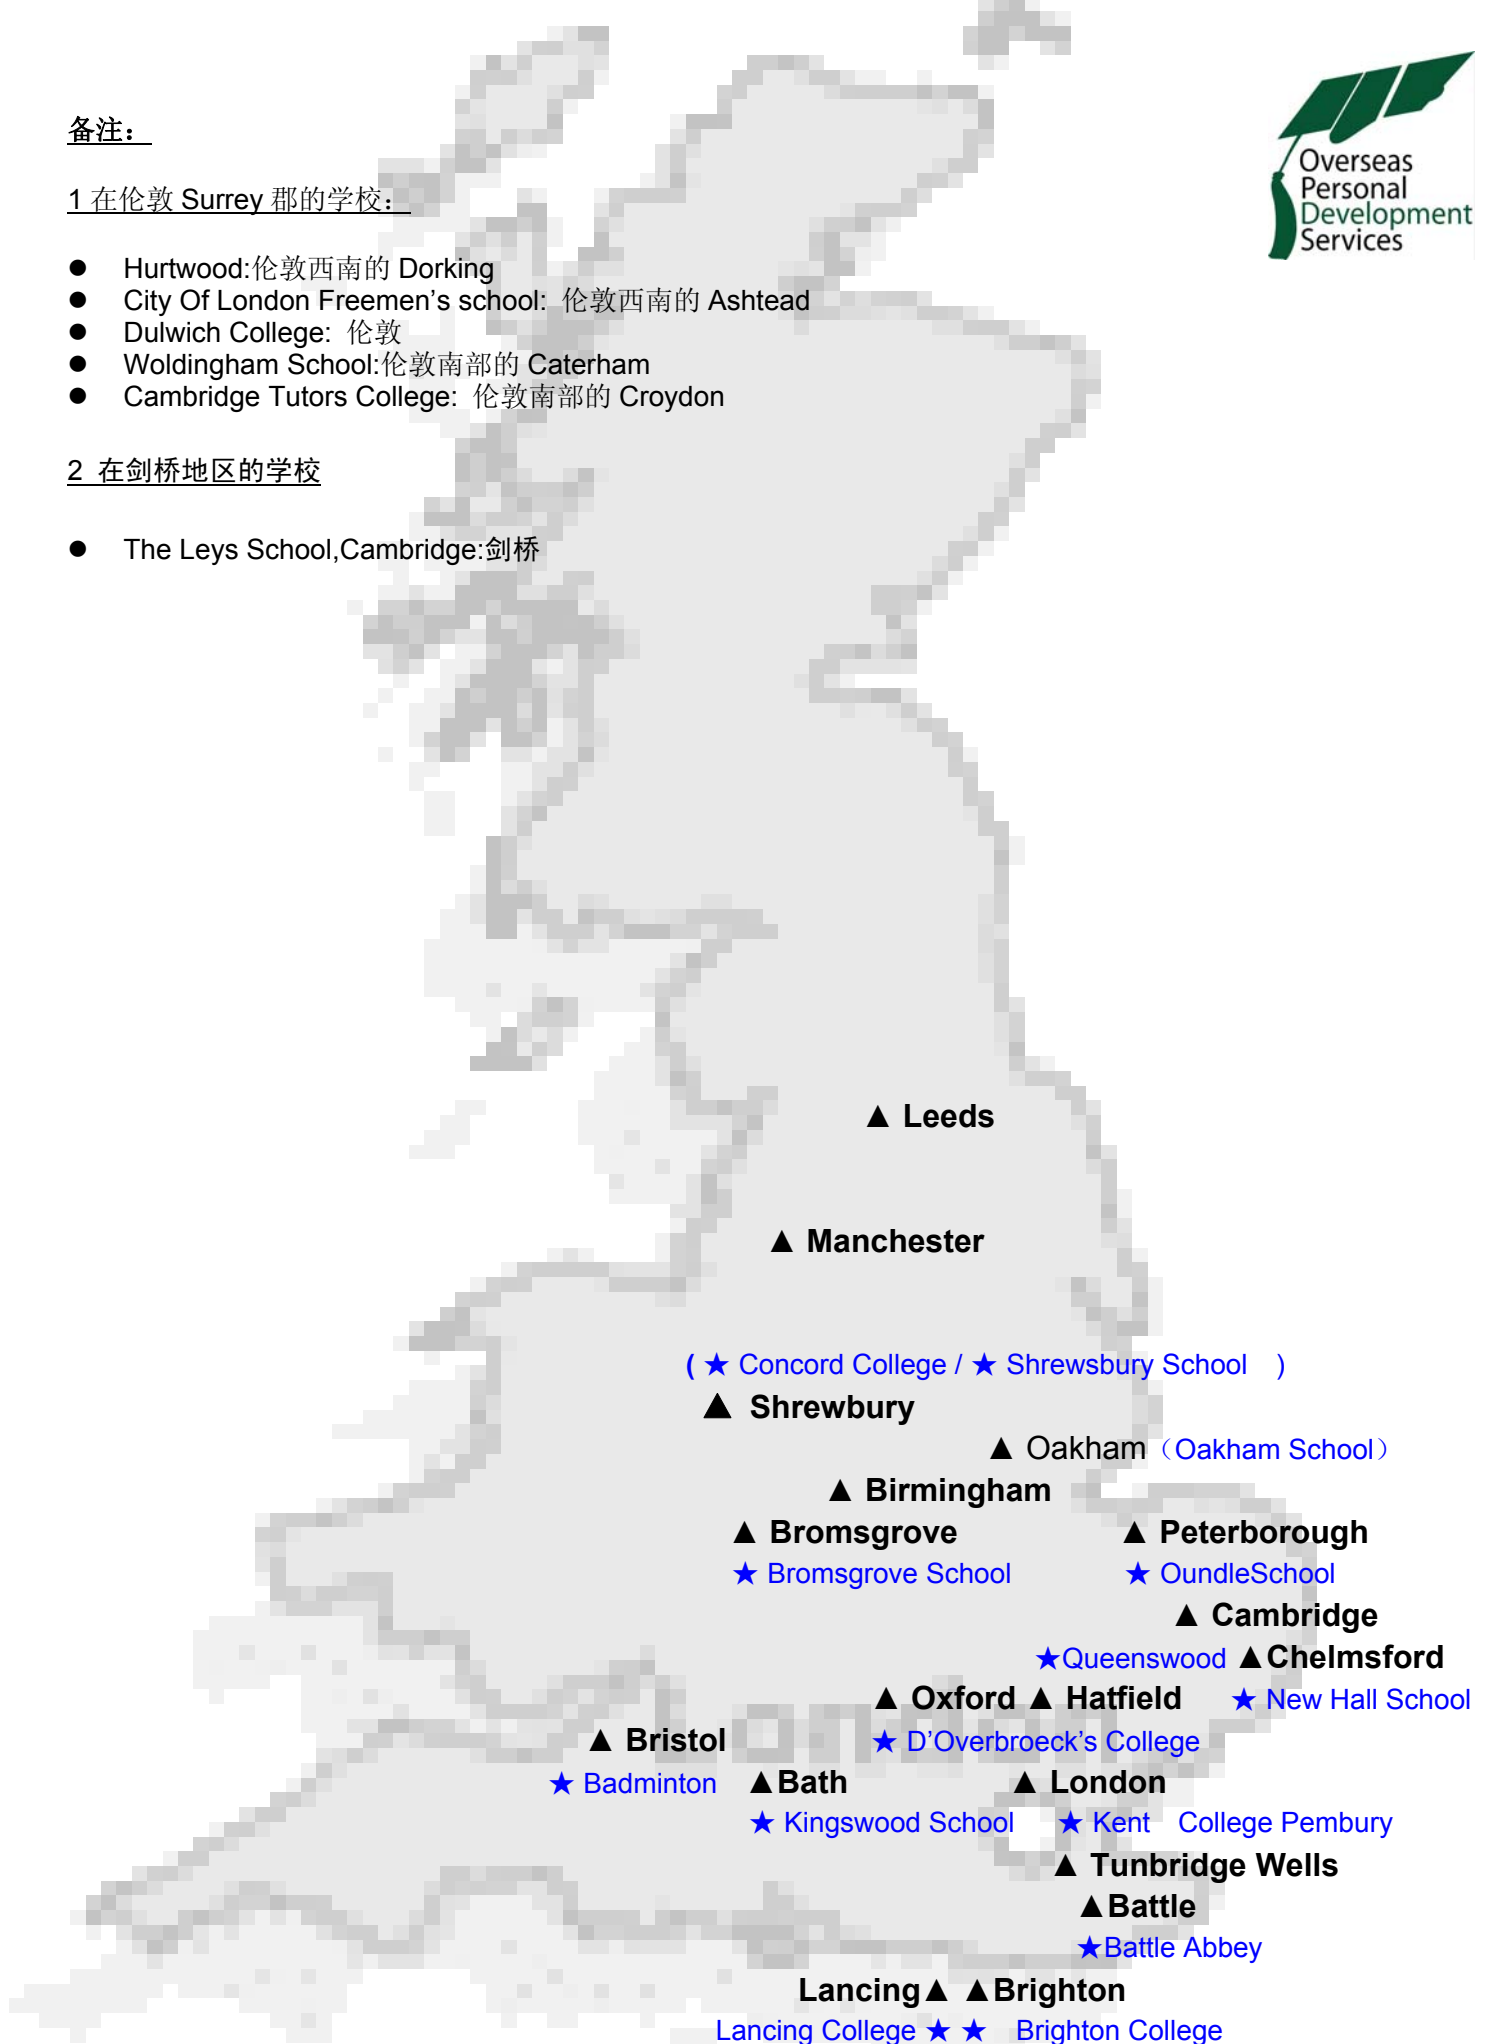 Overseas
Personal
Development
Services
备注：
1 在伦敦 Surrey 郡的学校：
● Hurtwood:伦敦西南的 Dorking
● City Of London Freemen’s school: 伦敦西南的 Ashtead
● Dulwich College: 伦敦
● Woldingham School:伦敦南部的 Caterham
● Cambridge Tutors College: 伦敦南部的 Croydon
2 在剑桥地区的学校
● The Leys School,Cambridge:剑桥
▲ Leeds
▲ Manchester
( ★ Concord College / ★ Shrewsbury School )
▲ Shrewbury
▲ Oakham（Oakham School）
▲ Birmingham
▲ Bromsgrove ▲ Peterborough
★ Bromsgrove School ★ OundleSchool
▲ Cambridge
★Queenswood ▲Chelmsford
▲ Oxford ▲ Hatfield ★ New Hall School
▲ Bristol ★ D’Overbroeck’s College
★ Badminton ▲Bath ▲ London
★ Kingswood School ★ Kent College Pembury
▲ Tunbridge Wells
▲Battle
★Battle Abbey
Lancing▲ ▲Brighton
Lancing College ★ ★ Brighton College